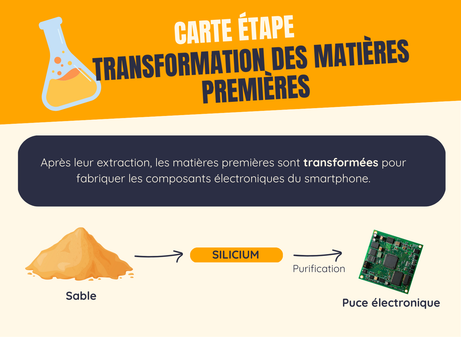 CARTE ÉTAPE
TRANSFORMATION DES MATIÈRES
PREMIÈRES
Après leur extraction, les matières premières sont transformées pour
fabriquer les composants électroniques du smartphone.
SILICIUM
Purification
Sable
Puce électronique